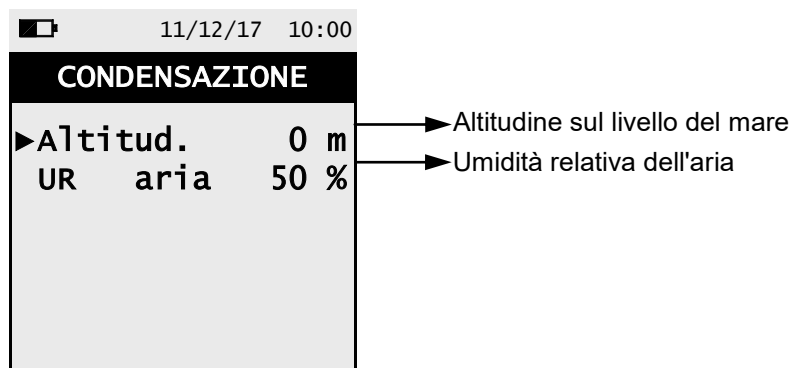 11/12/17 10:00
CONDENSAZIONE
►Altitud. 0 m
Altitudine sul livello del mare
UR aria 50 %
Umidità relativa dell'aria